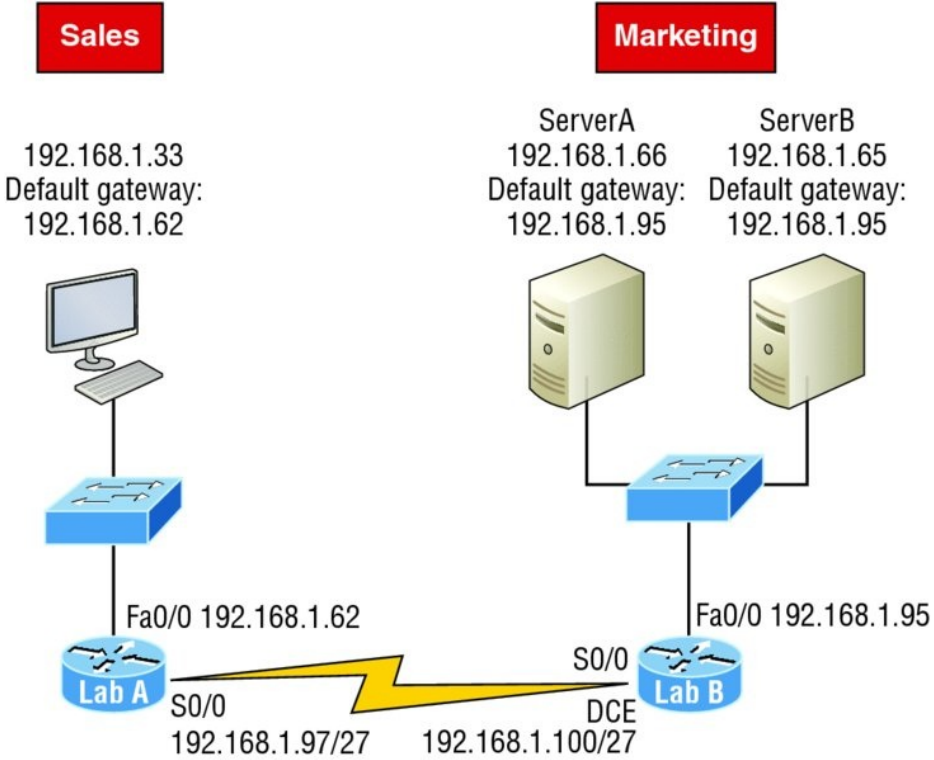 Sales
Marketing
192.168.1.33
Default gateway:
192.168.1.62
ServerA
192.168.1.66
Default gateway:
192.168.1.95
ServerB
192.168.1.65
Default gateway:
192.168.1.95
Fa0/0 192.168.1.62
Fa0/0 192.168.1.95
Lab A
S0/0
192.168.1.97/27
S0/0
DCE
192.168.1.100/27
Lab B